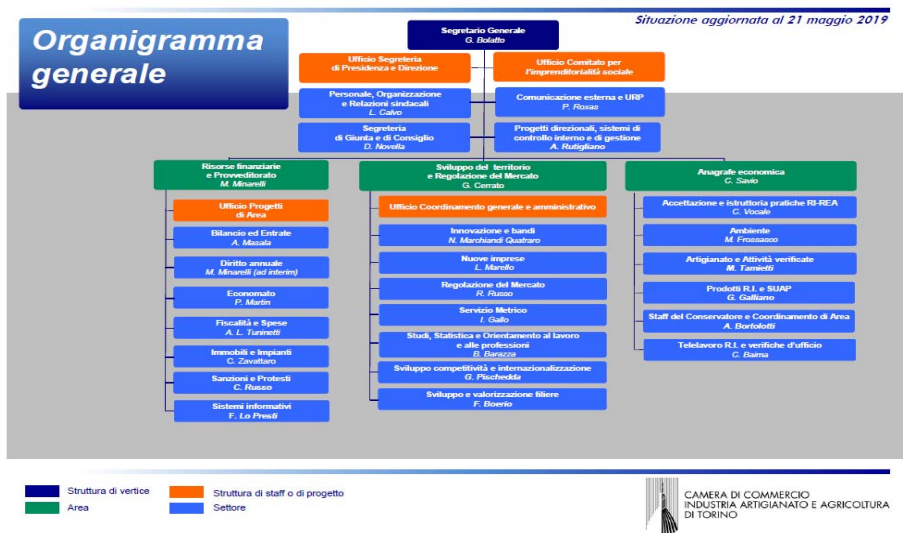 Organigramma
generale
Situazione aggiornata al 21 maggio 2019
Segretario Generale
G. Bolatto
Ufficio Segreteria
di Presidenza e Direzione
Ufficio Comitato per
l'imprenditorialità sociale
Personale, Organizzazione
e Relazioni sindacali
L. Calvo
Comunicazione esterna e URP
P. Roxas
Segreteria
di Giunta e di Consiglio
D. Novella
Progetti direzionali, sistemi di
controllo interno e di gestione
A. Rutigliano
Risorse finanziarie
e Provveditorato
M. Minarelli
Ufficio Progetti
di Area
Bilancio ed Entrate
A. Masala
Diritto annuale
M. Minarelli (ad interim)
Economato
P. Martin
Fiscalità e Spese
A. L. Tuninetti
Immobili e Impianti
C. Zavattaro
Sanzioni e Protesti
C. Russo
Sistemi informativi
F. Lo Presti
Sviluppo del territorio
e Regolazione del Mercato
G. Cerrato
Ufficio Coordinamento generale e amministrativo
Innovazione e bandi
N. Marchiandi Quatraro
Nuove imprese
L. Marello
Regolazione del Mercato
R. Russo
Servizio Metrico
I. Gallo
Studi, Statistica e Orientamento al lavoro
e alle professioni
B. Barazza
Sviluppo competitività e internazionalizzazione
G. Pischedda
Sviluppo e valorizzazione filiere
F. Boerio
Anagrafe economica
C. Savio
Accettazione e istruttoria pratiche RI-REA
C. Vocale
Ambiente
M. Frossasco
Artigianato e Attività verificate
M. Tamietti
Prodotti R.I. e SUAP
G. Galliano
Staff del Conservatore e Coordinamento di Area
A. Bortolotti
Telelavoro R.I. e verifiche d'ufficio
C. Baima
Struttura di vertice
Struttura di staff o di progetto
Area
Settore
CAMERA DI COMMERCIO
INDUSTRIA ARTIGIANATO E AGRICOLTURA
DI TORINO